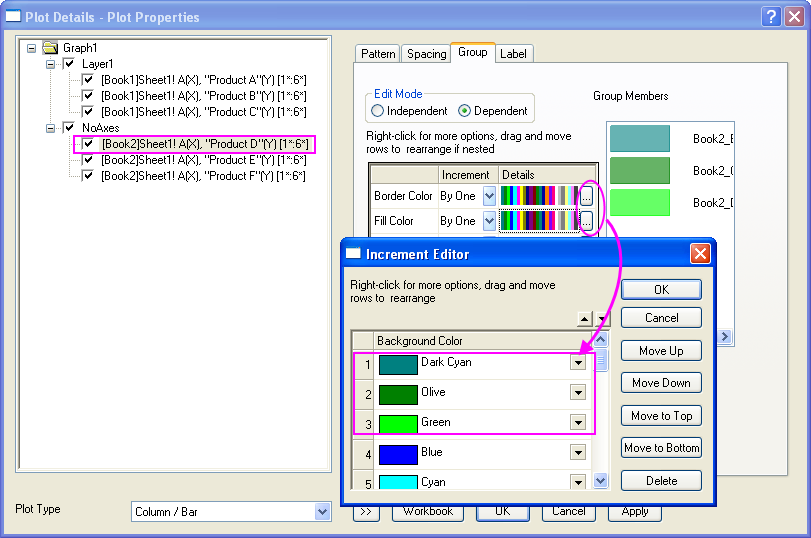 Plot Details - Plot Properties
Graph1
Layer1
[Book1]Sheet1! A(X), "Product A"(Y) [1*:6*]
[Book1]Sheet1! A(X), "Product B"(Y) [1*:6*]
[Book1]Sheet1! A(X), "Product C"(Y) [1*:6*]
NoAxes
[Book2]Sheet1! A(X), "Product D"(Y) [1*:6*]
[Book2]Sheet1! A(X), "Product E"(Y) [1*:6*]
[Book2]Sheet1! A(X), "Product F"(Y) [1*:6*]
Plot Type
Column / Bar
Pattern Spacing Group Label
Edit Mode
Independent Dependent
Right-click for more options, drag and move
rows to rearrange if nested
Increment Details
Border Color By One ...
Fill Color By One ...
Group Members
Book2_
Book2_
Book2_
Increment Editor
Right-click for more options, drag and move
rows to rearrange
Background Color
1 Dark Cyan
2 Olive
3 Green
4 Blue
5 Cyan
OK
Cancel
Move Up
Move Down
Move to Top
Move to Bottom
Delete
>> Workbook OK Cancel Apply